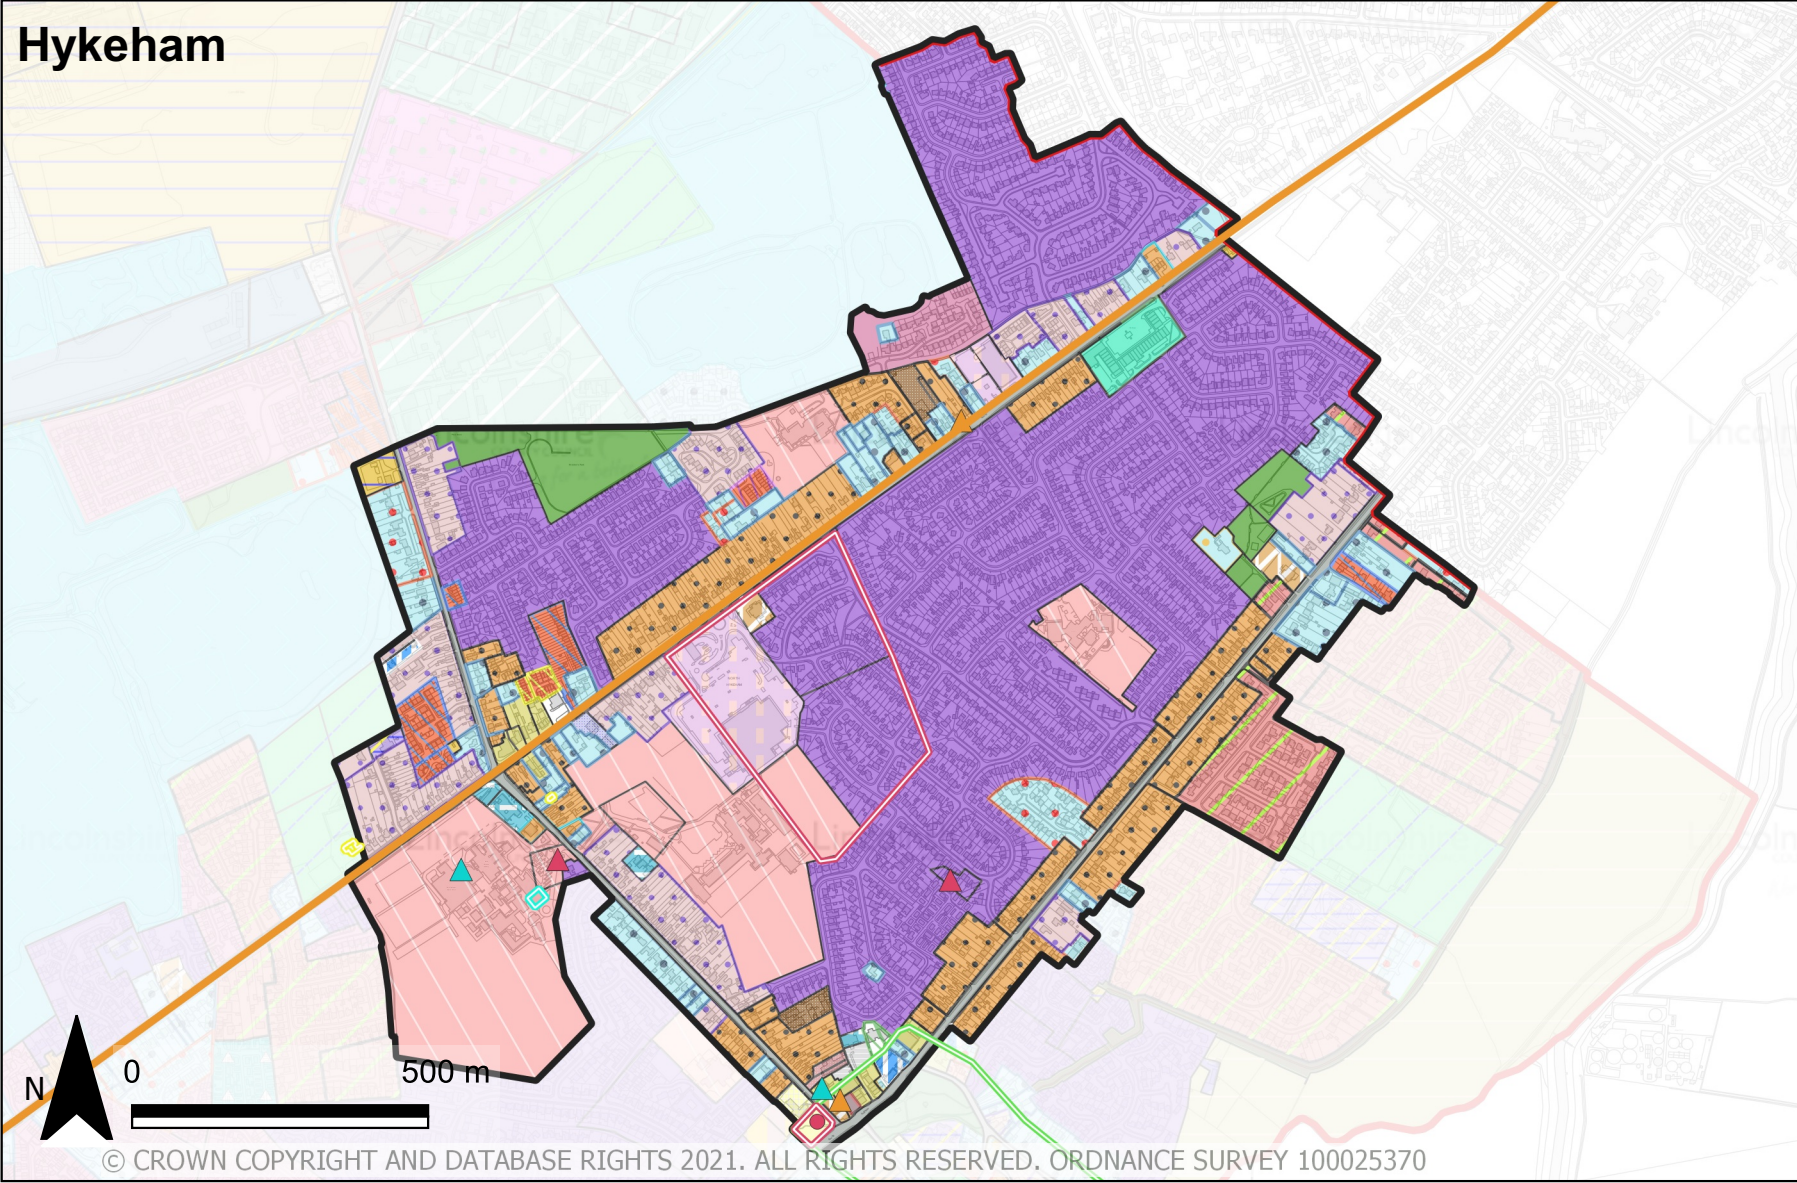 Hykeham
0
500 m
N
© CROWN COPYRIGHT AND DATABASE RIGHTS 2021. ALL RIGHTS RESERVED. ORDNANCE SURVEY 100025370